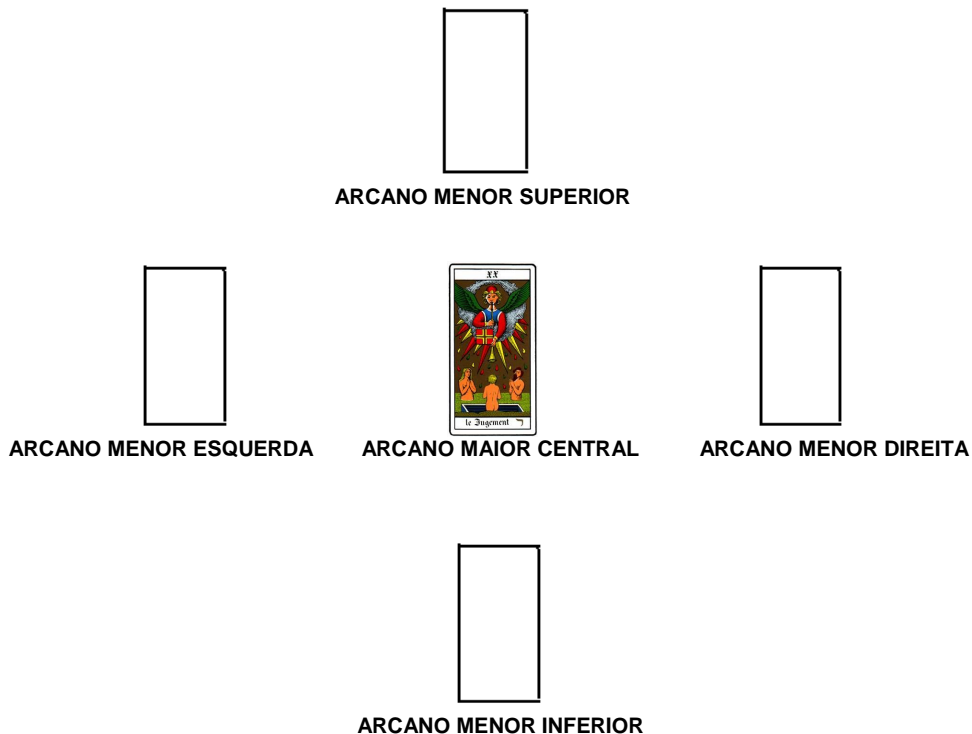 ARCANO MENOR SUPERIOR
XX
le Jugement
ARCANO MENOR ESQUERDA
ARCANO MAIOR CENTRAL
ARCANO MENOR DIREITA
ARCANO MENOR INFERIOR